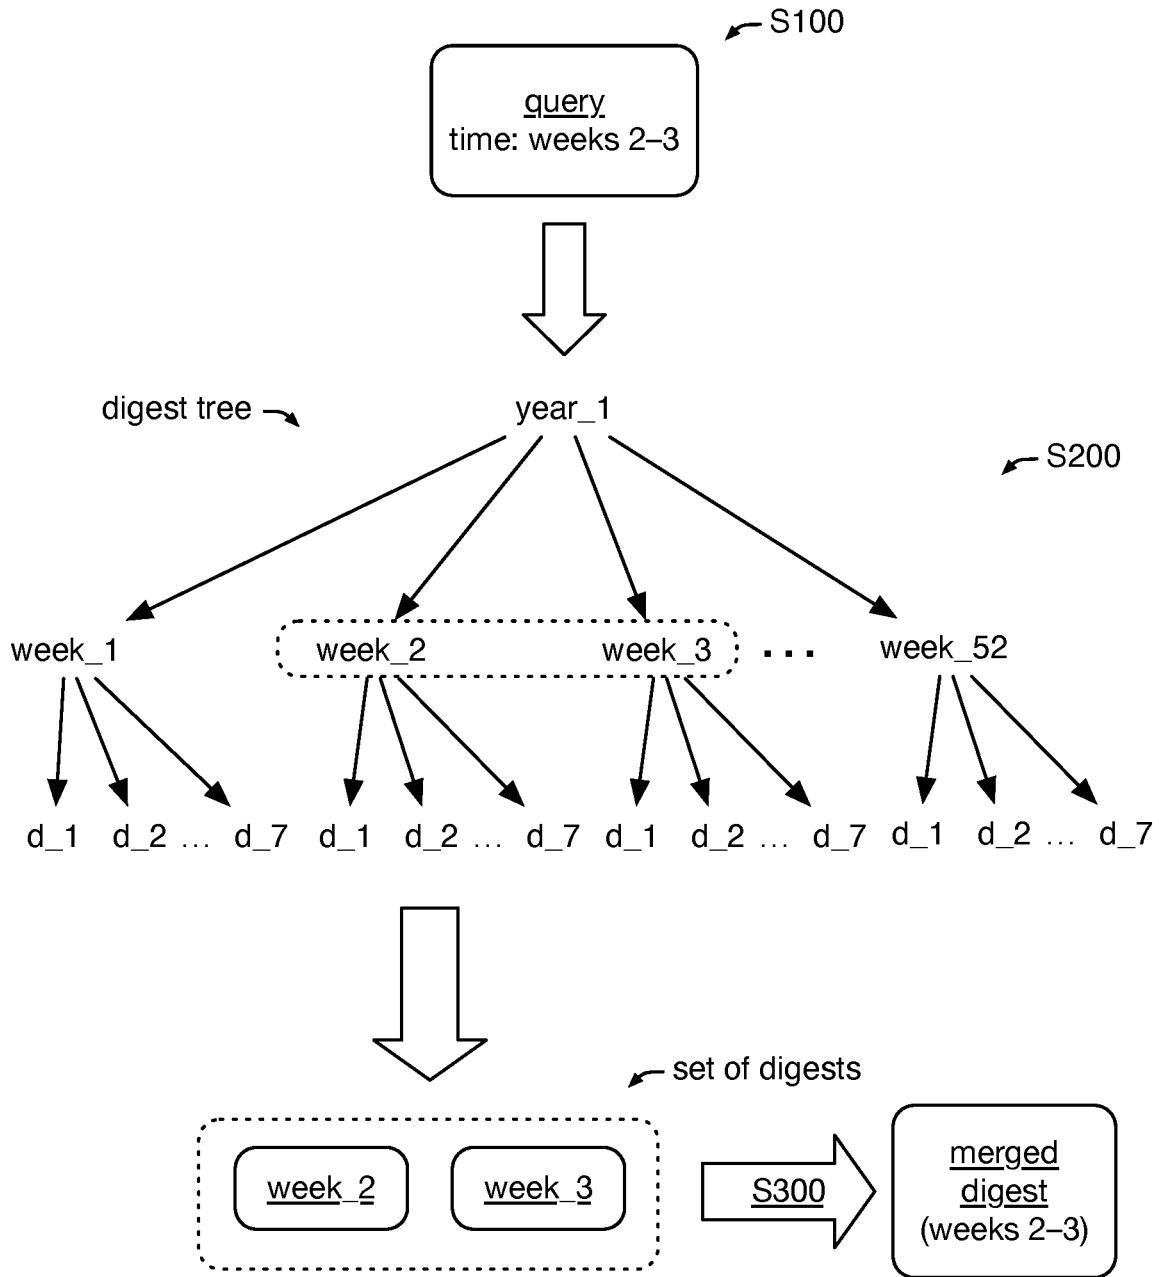 S100
query
time: weeks 2–3
digest tree
year_1
S200
week_1 week_2 week_3 ... week_52
d_1 d_2 ... d_7 d_1 d_2 ... d_7 d_1 d_2 ... d_7 d_1 d_2 ... d_7
set of digests
week_2 week_3
S300
merged
digest
(weeks 2–3)